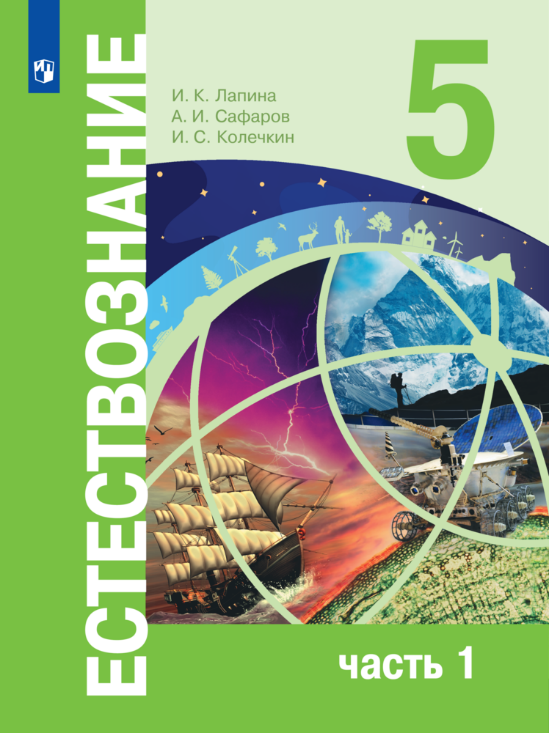 И. К. Лапина
А. И. Сафаров
И. С. Колечкин
5
ЕСТЕСТВОЗНАНИЕ
часть 1